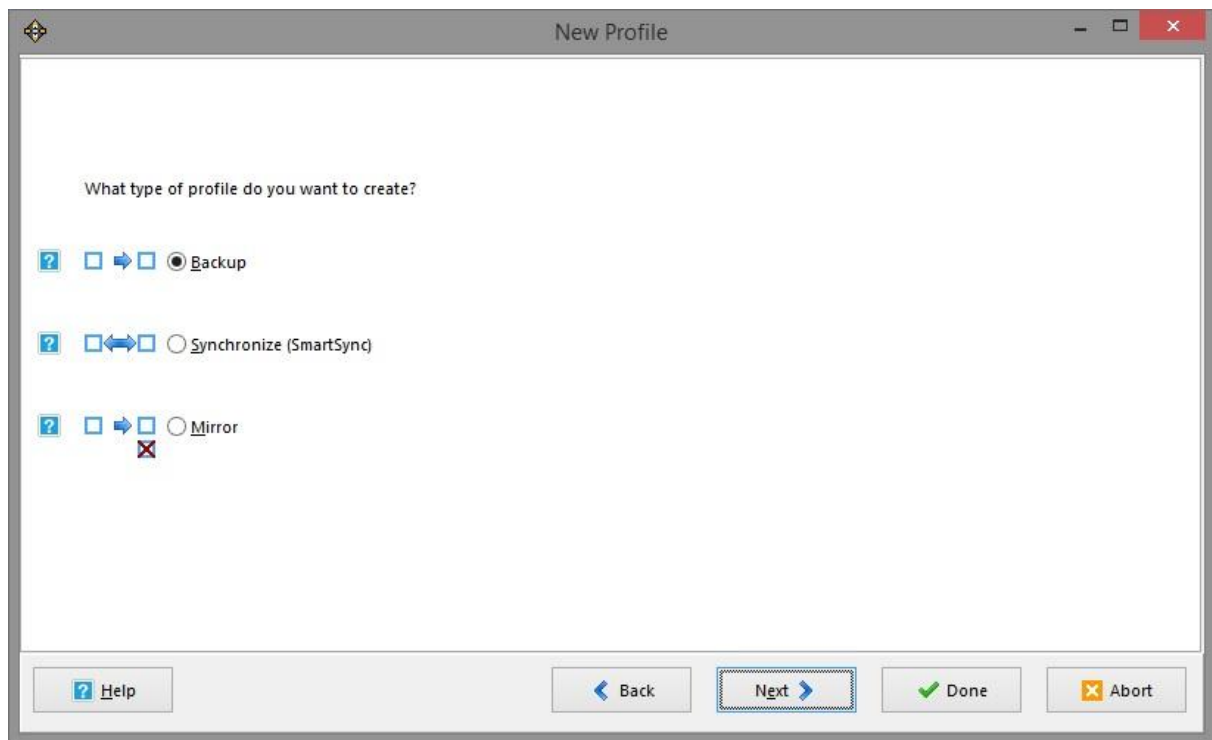 New Profile
What type of profile do you want to create?
Backup
Synchronize (SmartSync)
Mirror
Help
Back
Next
Done
Abort